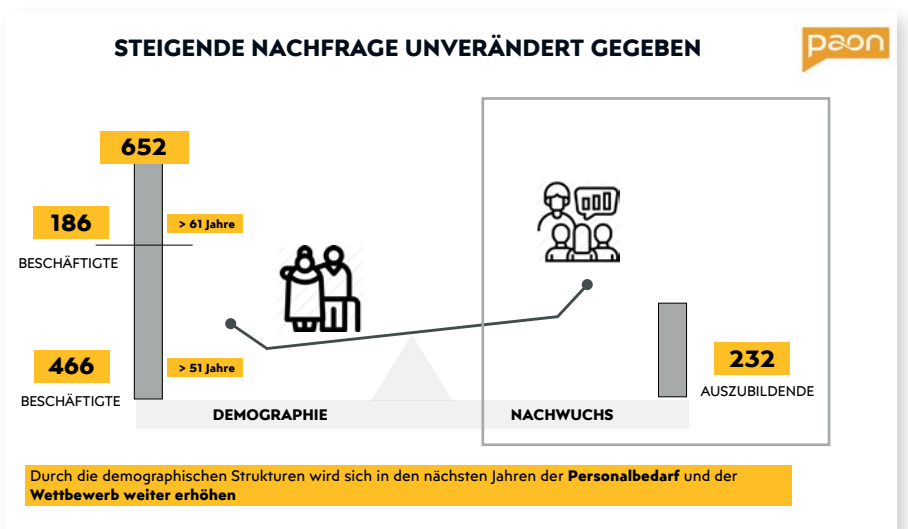 STEIGENDE NACHFRAGE UNVERÄNDERT GEGEBEN
paon
652
186
> 61 Jahre
BESCHÄFTIGTE
466
> 51 Jahre
BESCHÄFTIGTE
232
AUSZUBILDENDE
DEMOGRAPHIE
NACHWUCHS
Durch die demographischen Strukturen wird sich in den nächsten Jahren der Personalbedarf und der
Wettbewerb weiter erhöhen